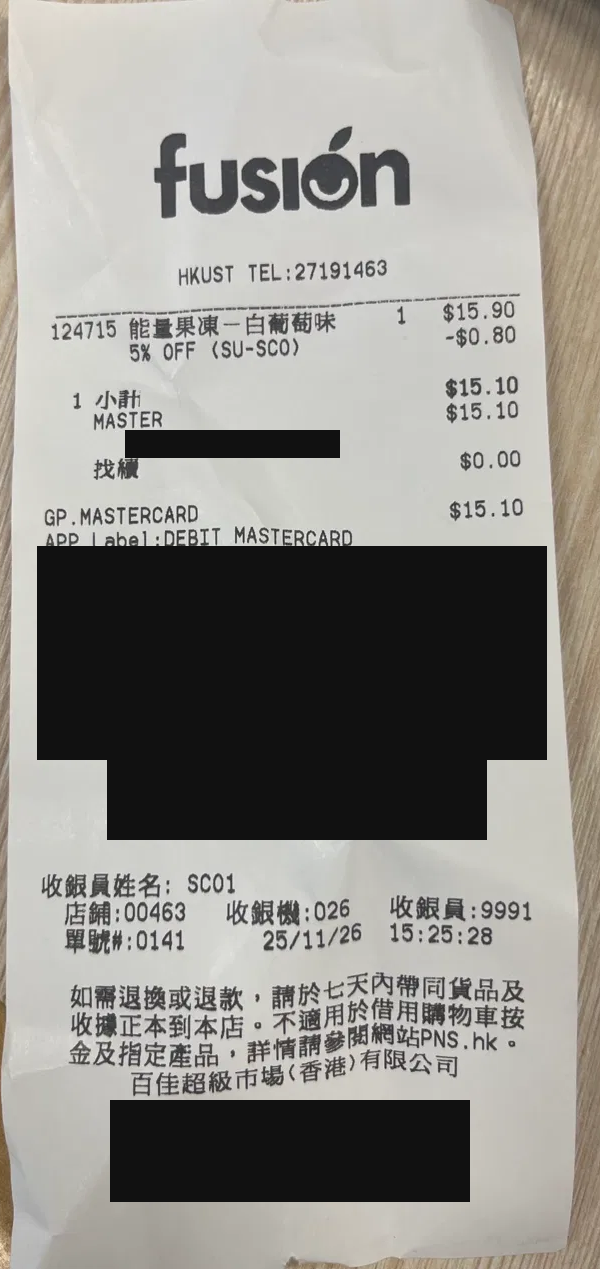 fusión
HKUST TEL:27191463
124715 能量果凍－白葡萄味 1 $15.90
5% OFF (SU-SCO) -$0.80
1 小計 $15.10
MASTER $15.10
找續 $0.00
GP.MASTERCARD $15.10
APP Label:DEBIT MASTERCARD
收銀員姓名: SC01
店鋪:00463 收銀機:026 收銀員:9991
單號#:0141 25/11/26 15:25:28
如需退換或退款，請於七天內帶同貨品及
收據正本到本店。不適用於借用購物車按
金及指定產品，詳情請參閱網站PNS.hk。
百佳超級市場(香港)有限公司